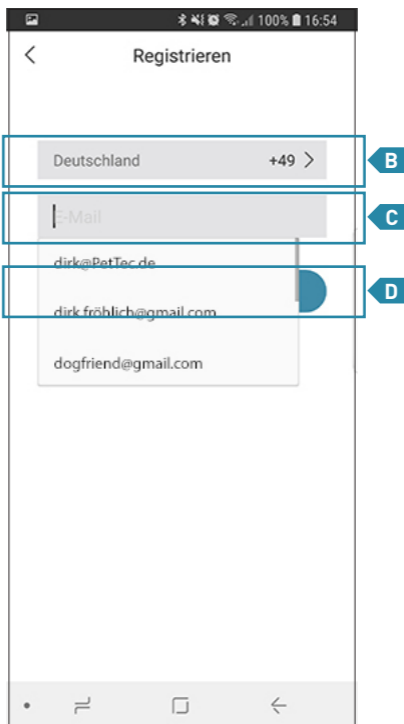 100% 16:54
Registrieren
Deutschland +49
B
E-Mail
C
dirk@PetTec.de
D
dirk.fröhlich@gmail.com
dogfriend@gmail.com